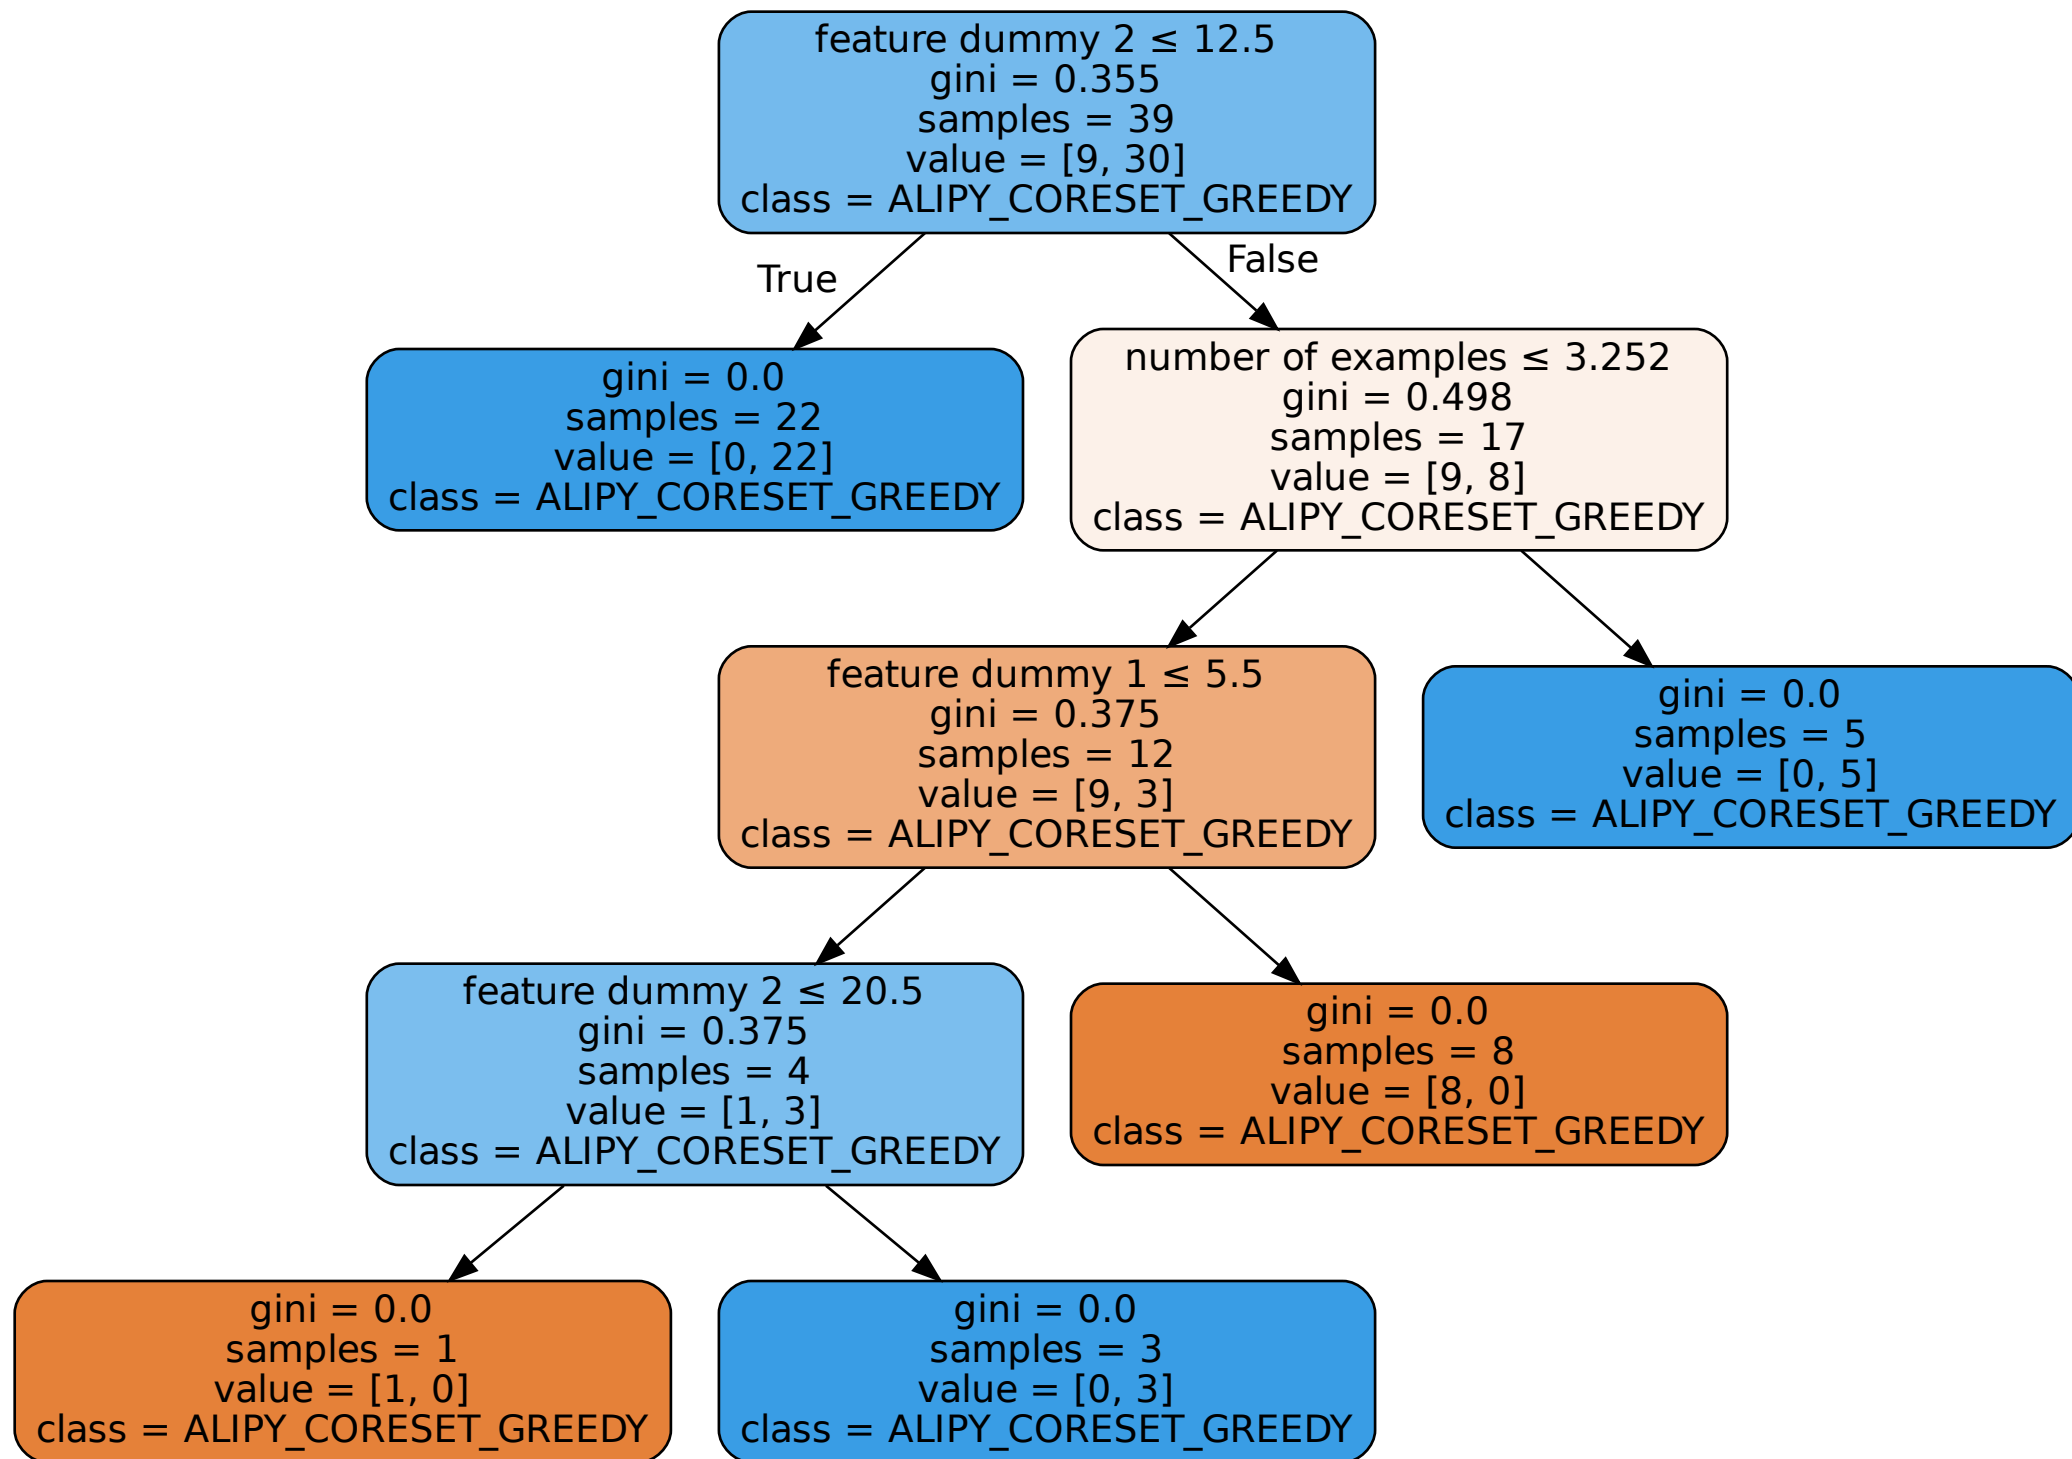 feature dummy 2 ≤ 12.5
gini = 0.355
samples = 39
value = [9, 30]
class = ALIPY_CORESET_GREEDY
True
False
gini = 0.0
samples = 22
value = [0, 22]
class = ALIPY_CORESET_GREEDY
number of examples ≤ 3.252
gini = 0.498
samples = 17
value = [9, 8]
class = ALIPY_CORESET_GREEDY
feature dummy 1 ≤ 5.5
gini = 0.375
samples = 12
value = [9, 3]
class = ALIPY_CORESET_GREEDY
gini = 0.0
samples = 5
value = [0, 5]
class = ALIPY_CORESET_GREEDY
feature dummy 2 ≤ 20.5
gini = 0.375
samples = 4
value = [1, 3]
class = ALIPY_CORESET_GREEDY
gini = 0.0
samples = 8
value = [8, 0]
class = ALIPY_CORESET_GREEDY
gini = 0.0
samples = 1
value = [1, 0]
class = ALIPY_CORESET_GREEDY
gini = 0.0
samples = 3
value = [0, 3]
class = ALIPY_CORESET_GREEDY